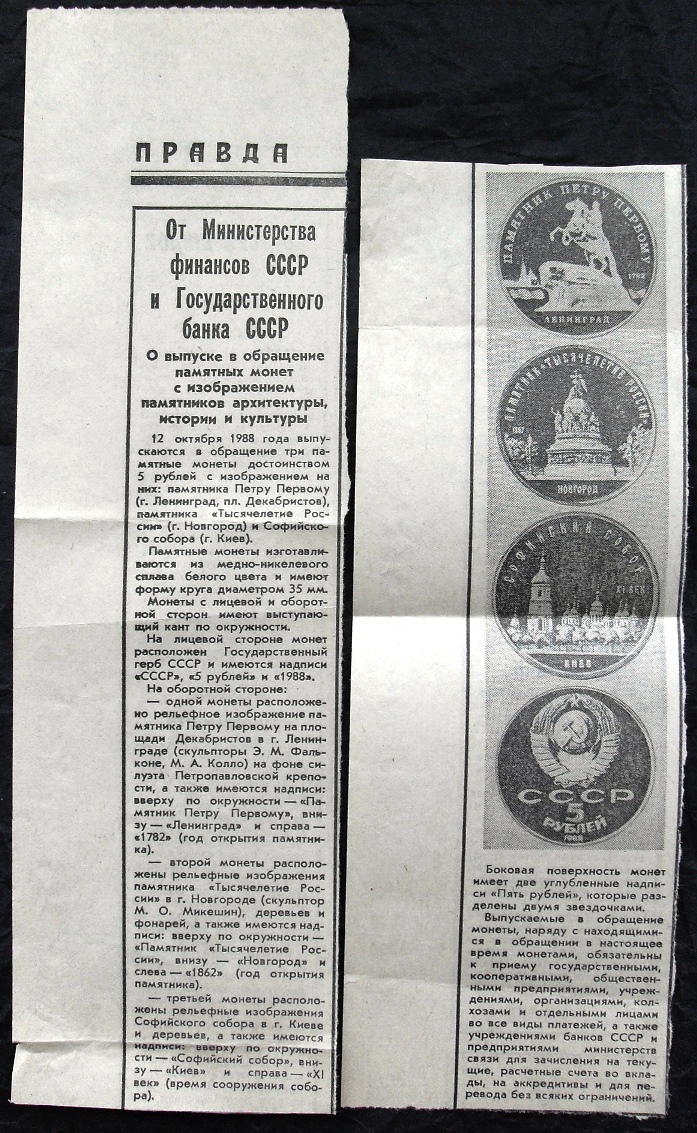 ПРАВДА
От Министерства
финансов СССР
и Государственного
банка СССР
О выпуске в обращение
памятных монет
с изображением
памятников архитектуры,
истории и культуры
12 октября 1988 года выпу-
скаются в обращение три па-
мятные монеты достоинством
5 рублей с изображением на
них: памятника Петру Первому
(г. Ленинград, пл. Декабристов),
памятника «Тысячелетие Рос-
сии» (г. Новгород) и Софийско-
го собора (г. Киев).
Памятные монеты изготавли-
ваются из медно-никелевого
сплава белого цвета и имеют
форму круга диаметром 35 мм.
Монеты с лицевой и оборот-
ной сторон имеют выступаю-
щий кант по окружности.
На лицевой стороне монет
расположен Государственный
герб СССР и имеются надписи
«СССР», «5 рублей» и «1988».
На оборотной стороне:
— одной монеты расположе-
но рельефное изображение па-
мятника Петру Первому на пло-
щади Декабристов в г. Ленин-
граде (скульпторы Э. М. Фаль-
коне, М. А. Колло) на фоне си-
луэта Петропавловской крепо-
сти, а также имеются надписи:
вверху по окружности — «Па-
мятник Петру Первому», вни-
зу — «Ленинград» и справа —
«1782» (год открытия памятни-
ка).
— второй монеты располо-
жены рельефные изображения
памятника «Тысячелетие Рос-
сии» в г. Новгороде (скульптор
М. О. Микешин), деревьев и
фонарей, а также имеются над-
писи: вверху по окружности —
«Памятник «Тысячелетие Рос-
сии», внизу — «Новгород» и
слева — «1862» (год открытия
памятника).
— третьей монеты располо-
жены рельефные изображения
Софийского собора в г. Киеве
и деревьев, а также имеются
надписи: вверху по окружно-
сти — «Софийский собор», вни-
зу — «Киев» и справа — «XI
век» (время сооружения собо-
ра).
ПАМЯТНИК ПЕТРУ ПЕРВОМУ
1782
ЛЕНИНГРАД
ПАМЯТНИК «ТЫСЯЧЕЛЕТИЕ РОССИИ»
НОВГОРОД
СОФИЙСКИЙ СОБОР
XI ВЕК
КИЕВ
СССР
5
РУБЛЕЙ
1988
Боковая поверхность монет
имеет две углубленные надпи-
си «Пять рублей», которые раз-
делены двумя звездочками.
Выпускаемые в обращение
монеты, наряду с находящими-
ся в обращении в настоящее
время монетами, обязательны
к приему государственными,
кооперативными, обществен-
ными предприятиями, учреж-
дениями, организациями, кол-
хозами и отдельными лицами
во все виды платежей, а также
учреждениями банков СССР и
предприятиями министерств
связи для зачисления на теку-
щие, расчетные счета во вкла-
ды, на аккредитивы и для пе-
ревода без всяких ограничений.